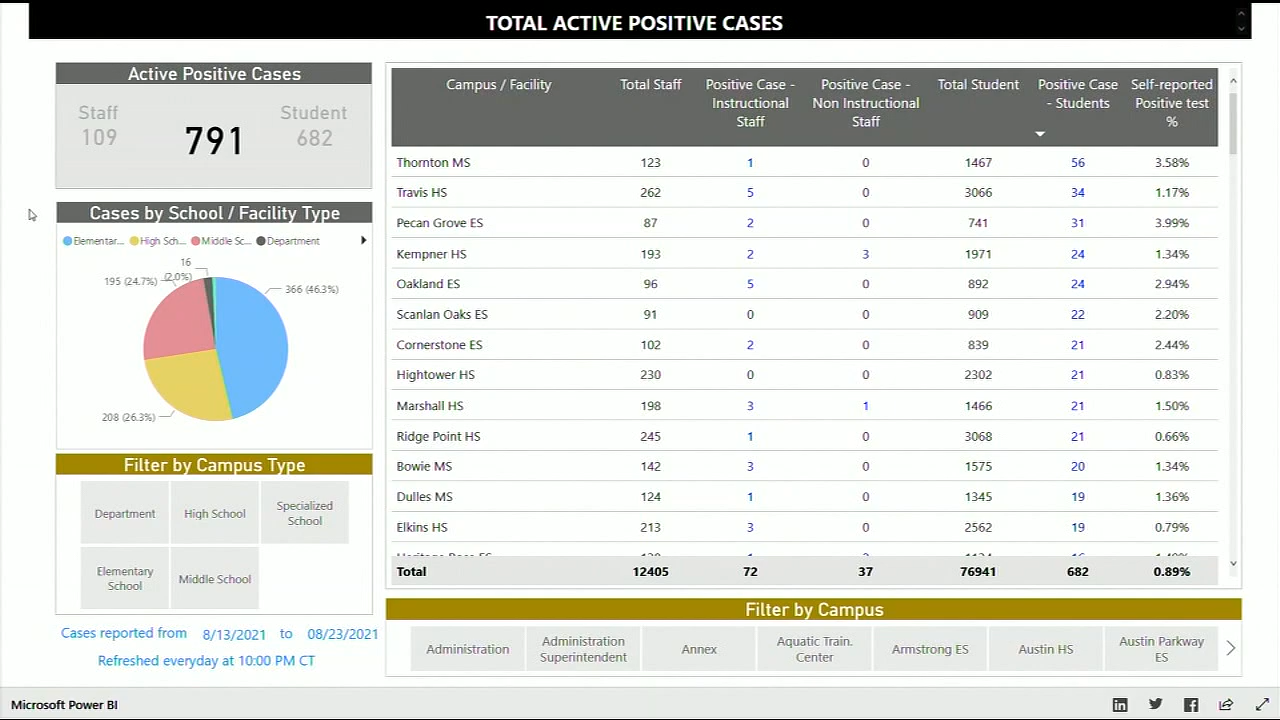 TOTAL ACTIVE POSITIVE CASES
Active Positive Cases
Staff
109
791
Student
682
Cases by School / Facility Type
Elementar... High Sch... Middle Sc... Department
16
(2.0%)
195 (24.7%)
366 (46.3%)
208 (26.3%)
Filter by Campus Type
Department
High School
Specialized
School
Elementary
School
Middle School
Cases reported from 8/13/2021 to 08/23/2021
Refreshed everyday at 10:00 PM CT
Campus / Facility
Total Staff
Positive Case -
Instructional
Staff
Positive Case -
Non Instructional
Staff
Total Student
Positive Case
- Students
Self-reported
Positive test
%
Thornton MS 123 1 0 1467 56 3.58%
Travis HS 262 5 0 3066 34 1.17%
Pecan Grove ES 87 2 0 741 31 3.99%
Kempner HS 193 2 3 1971 24 1.34%
Oakland ES 96 5 0 892 24 2.94%
Scanlan Oaks ES 91 0 0 909 22 2.20%
Cornerstone ES 102 2 0 839 21 2.44%
Hightower HS 230 0 0 2302 21 0.83%
Marshall HS 198 3 1 1466 21 1.50%
Ridge Point HS 245 1 0 3068 21 0.66%
Bowie MS 142 3 0 1575 20 1.34%
Dulles MS 124 1 0 1345 19 1.36%
Elkins HS 213 3 0 2562 19 0.79%
Total 12405 72 37 76941 682 0.89%
Filter by Campus
Administration
Administration
Superintendent
Annex
Aquatic Train.
Center
Armstrong ES
Austin HS
Austin Parkway
ES
Microsoft Power BI